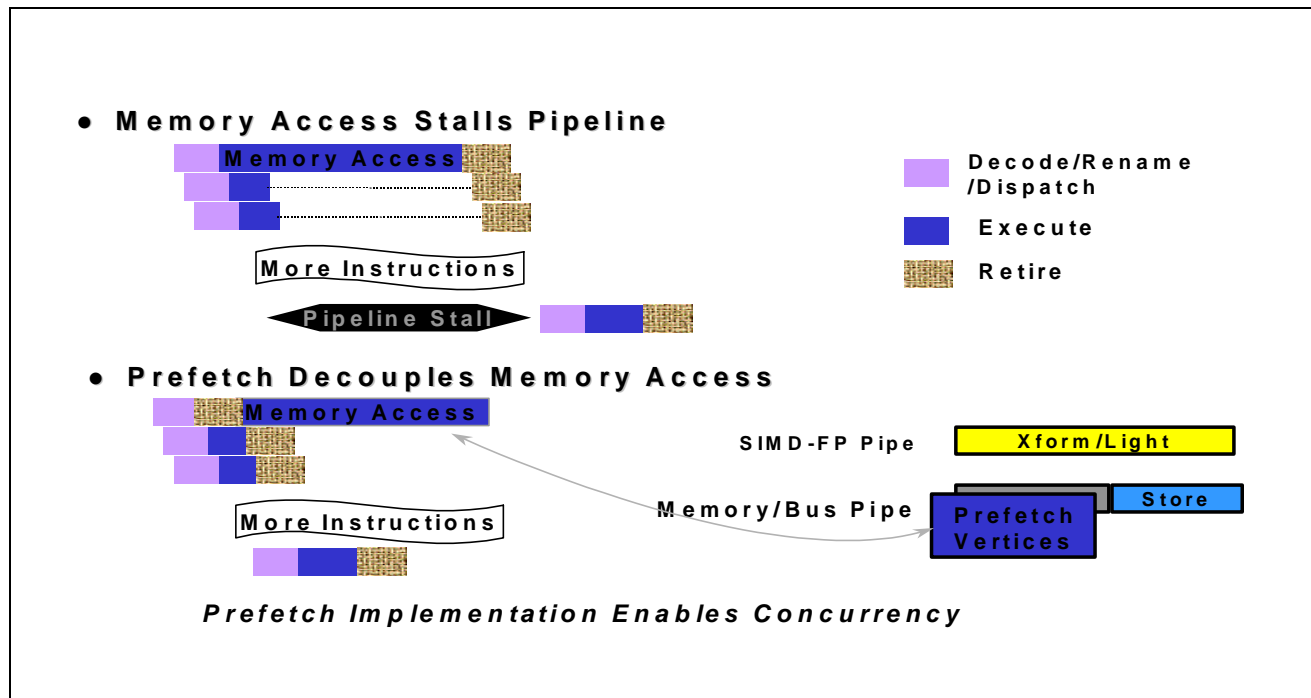 ● Memory Access Stalls Pipeline
Memory Access
More Instructions
Pipeline Stall
Decode/Rename
/Dispatch
Execute
Retire
● Prefetch Decouples Memory Access
Memory Access
More Instructions
SIMD-FP Pipe
Xform/Light
Memory/Bus Pipe
Store
Prefetch
Vertices
Prefetch Implementation Enables Concurrency